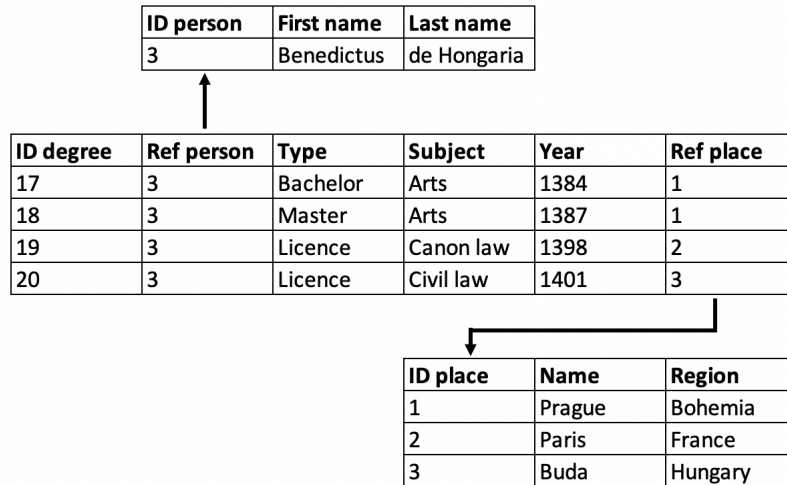 ID person First name Last name
3 Benedictus de Hongaria
ID degree Ref person Type Subject Year Ref place
17 3 Bachelor Arts 1384 1
18 3 Master Arts 1387 1
19 3 Licence Canon law 1398 2
20 3 Licence Civil law 1401 3
ID place Name Region
1 Prague Bohemia
2 Paris France
3 Buda Hungary